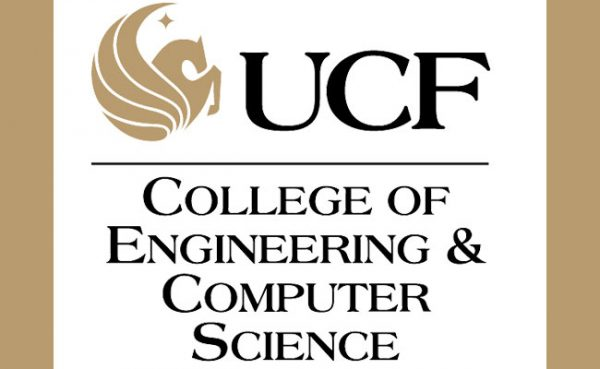 UCF
COLLEGE OF
ENGINEERING &
COMPUTER
SCIENCE